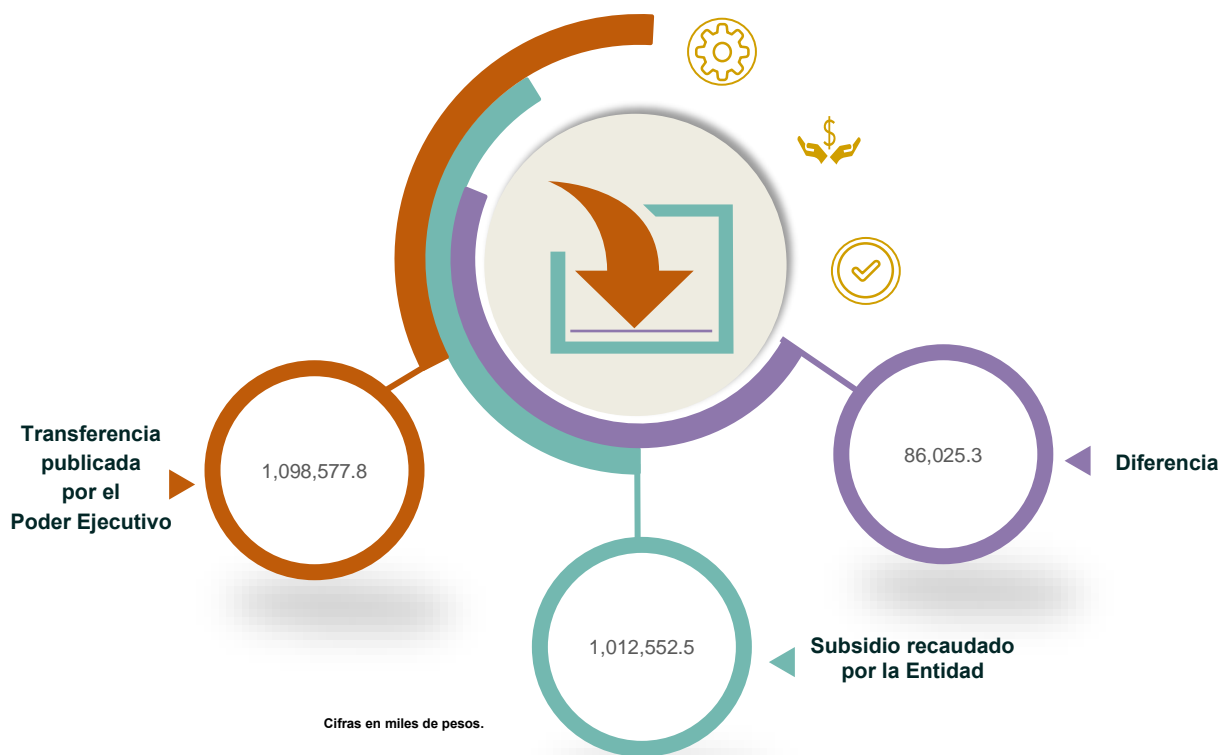 Transferencia
publicada
por el
Poder Ejecutivo
1,098,577.8
86,025.3
Diferencia
1,012,552.5
Subsidio recaudado
por la Entidad
Cifras en miles de pesos.
$